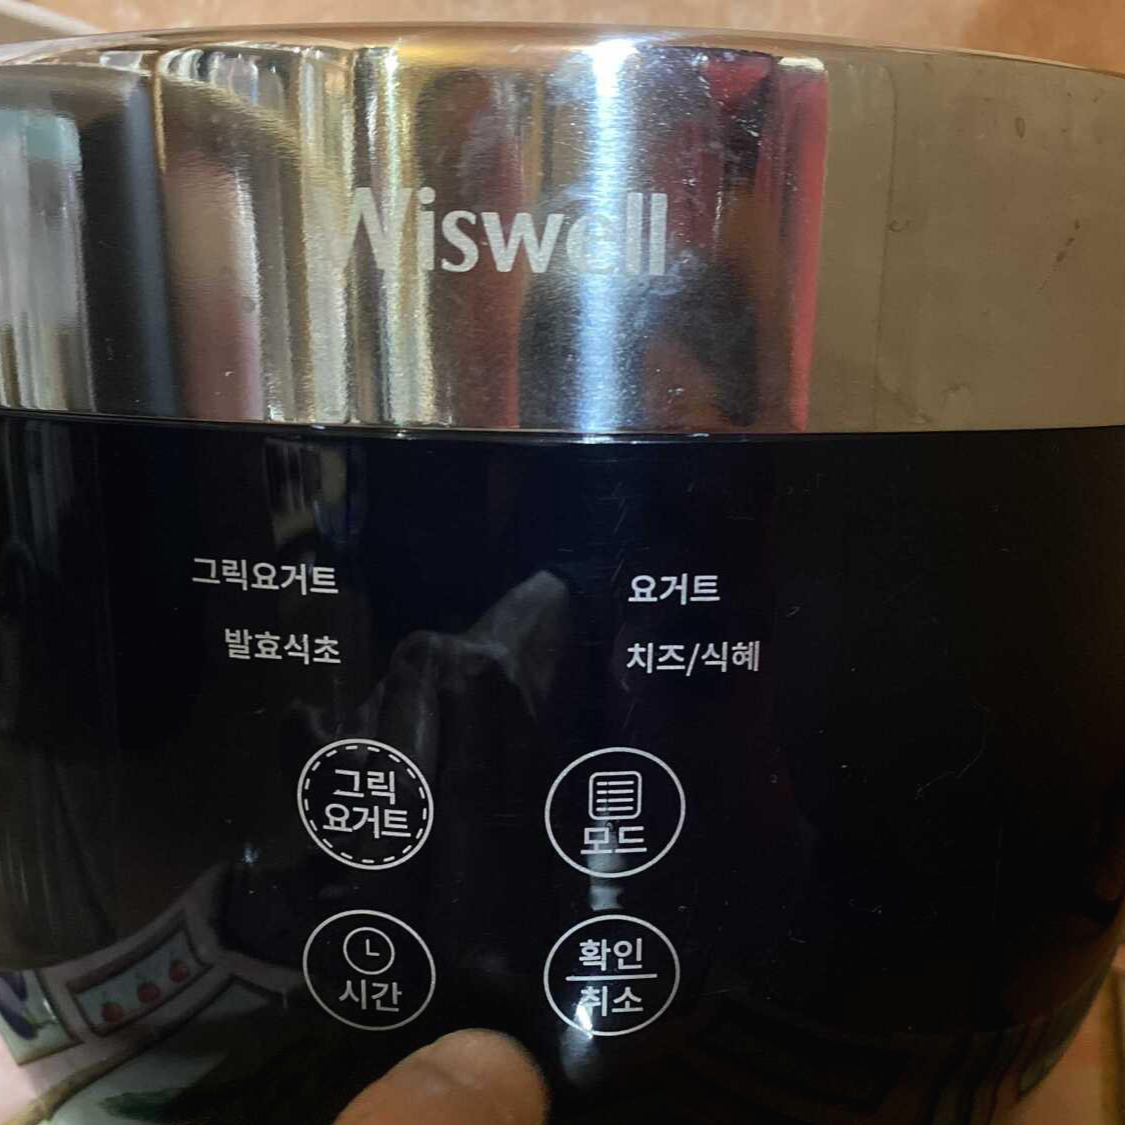 Wiswell
그릭요거트
요거트
발효식초
치즈/식혜
그릭
요거트
모드
시간
확인
취소